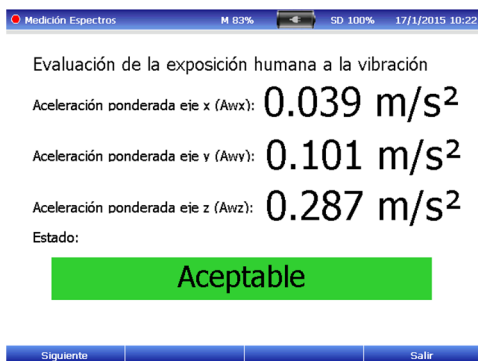 Medición Espectros M 83% SD 100% 17/1/2015 10:22
Evaluación de la exposición humana a la vibración
Aceleración ponderada eje x (Awx): 0.039 m/s²
Aceleración ponderada eje y (Awy): 0.101 m/s²
Aceleración ponderada eje z (Awz): 0.287 m/s²
Estado:
Aceptable
Siguiente Salir